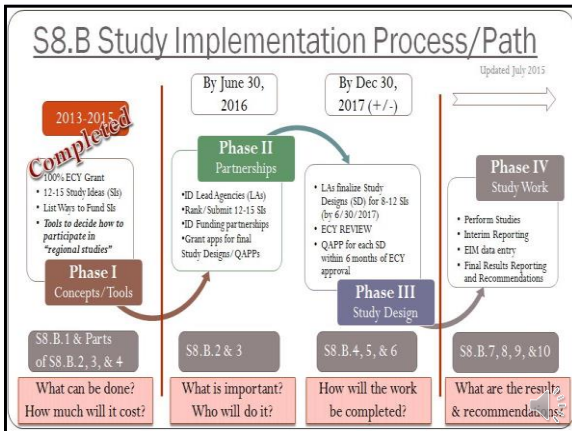 S8.B Study Implementation Process/Path
Updated July 2015
2013-2015
Completed
100% ECY Grant
• 12-15 Study Ideas (SIs)
• List Ways to Fund SIs
• Tools to decide how to
participate in
"regional studies"
Phase I
Concepts/Tools
S8.B.1 & Parts
of S8.B.2, 3, & 4
What can be done?
How much will it cost?
By June 30,
2016
Phase II
Partnerships
•ID Lead Agencies (LAs)
•Rank/Submit 12-15 SIs
•ID Funding partnerships
•Grant apps for final
Study Designs/QAPPs
S8.B.2 & 3
What is important?
Who will do it?
By Dec 30,
2017 (+/-)
• LAs finalize Study
Designs (SD) for 8-12 SIs
(by 6/30/2017)
• ECY REVIEW
• QAPP for each SD
within 6 months of ECY
approval
Phase III
Study Design
S8.B.4, 5, & 6
How will the work
be completed?
Phase IV
Study Work
• Perform Studies
• Interim Reporting
• EIM data entry
• Final Results Reporting
and Recommendations
S8.B.7, 8, 9, &10
What are the results
& recommendations?